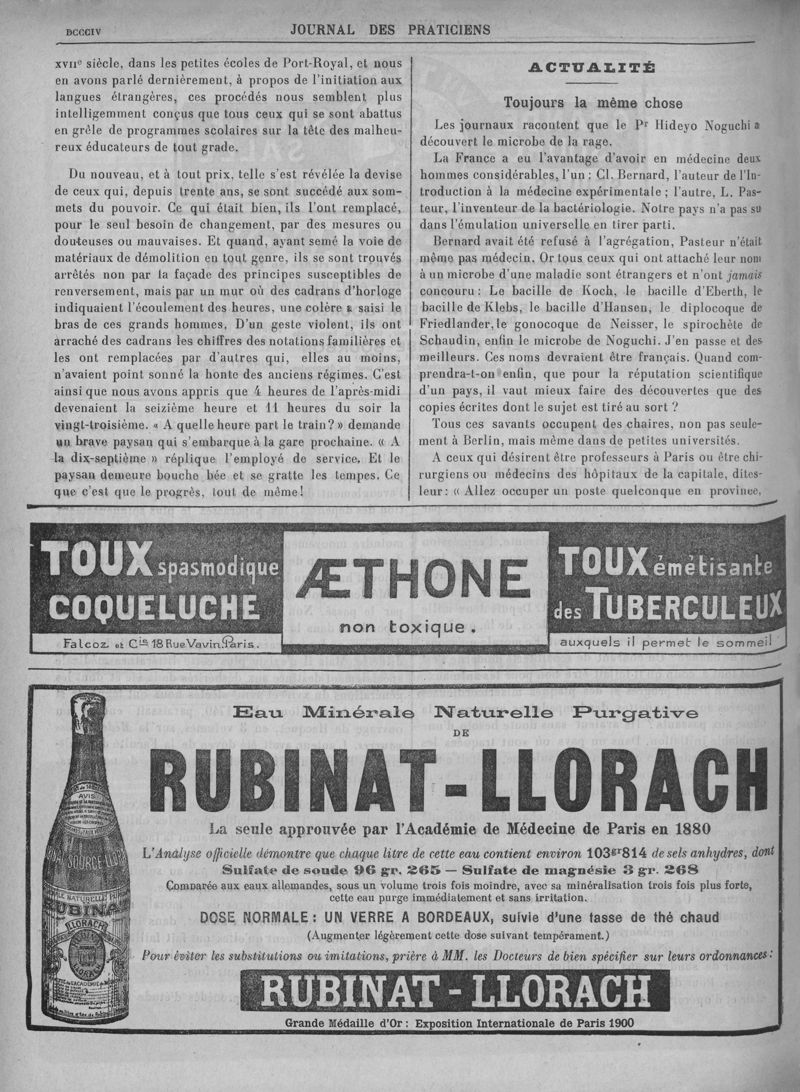 DCCCIV
JOURNAL DES PRATICIENS
XVIIe siècle, dans les petites écoles de Port-Royal, et nous
en avons parlé dernièrement, à propos de l'initiation aux
langues étrangères, ces procédés nous semblent plus
intelligemment conçus que tous ceux qui se sont abattus
en grêle de programmes scolaires sur la tête des malheu-
reux éducateurs de tout grade.
Du nouveau, et à tout prix, telle s'est révélée la devise
de ceux qui, depuis trente ans, se sont succédé aux som-
mets du pouvoir. Ce qui était bien, ils l'ont remplacé,
pour le seul besoin de changement, par des mesures ou
douteuses ou mauvaises. Et quand, ayant semé la voie de
matériaux de démolition en tout genre, ils se sont trouvés
arrêtés non par la façade des principes susceptibles de
renversement, mais par un mur où des cadrans d'horloge
indiquaient l'écoulement des heures, une colère a saisi le
bras de ces grands hommes. D'un geste violent, ils ont
arraché des cadrans les chiffres des notations familières et
les ont remplacées par d'autres qui, elles au moins,
n'avaient point sonné la honte des anciens régimes. C'est
ainsi que nous avons appris que 4 heures de l'après-midi
devenaient la seizième heure et 11 heures du soir la
vingt-troisième. « A quelle heure part le train? » demande
un brave paysan qui s'embarque à la gare prochaine. « A
la dix-septième » réplique l'employé de service. Et le
paysan demeure bouche bée et se gratte les tempes. Ce
que c'est que le progrès, tout de même!
ACTUALITÉ
Toujours la même chose
Les journaux racontent que le Pr Hideyo Noguchi a
découvert le microbe de la rage.
La France a eu l'avantage d'avoir en médecine deux
hommes considérables, l'un : Cl. Bernard, l'auteur de l'In-
troduction à la médecine expérimentale ; l'autre, L. Pas-
teur, l'inventeur de la bactériologie. Notre pays n'a pas su
dans l'émulation universelle en tirer parti.
Bernard avait été refusé à l'agrégation, Pasteur n'était
même pas médecin. Or tous ceux qui ont attaché leur nom
à un microbe d'une maladie sont étrangers et n'ont jamais
concouru : Le bacille de Koch, le bacille d'Eberth, le
bacille de Klebs, le bacille d'Hansen, le diplocoque de
Friedlander, le gonocoque de Neisser, le spirochète de
Schaudin, enfin le microbe de Noguchi. J'en passe et des
meilleurs. Ces noms devraient être français. Quand com-
prendra-t-on enfin, que pour la réputation scientifique
d'un pays, il vaut mieux faire des découvertes que des
copies écrites dont le sujet est tiré au sort ?
Tous ces savants occupent des chaires, non pas seule-
ment à Berlin, mais même dans de petites universités.
A ceux qui désirent être professeurs à Paris ou être chi-
rurgiens ou médecins des hôpitaux de la capitale, dites-
leur : « Allez occuper un poste quelconque en province,
TOUX spasmodique
COQUELUCHE
Falcoz et Cie 18 Rue Vavin. Paris.
ÆTHONE
non toxique.
TOUX émétisante
des TUBERCULEUX
auxquels il permet le sommeil
Eau Minérale Naturelle Purgative
DE
RUBINAT-LLORACH
La seule approuvée par l'Académie de Médecine de Paris en 1880
L'Analyse officielle démontre que chaque litre de cette eau contient environ 103gr814 de sels anhydres, dont
Sulfate de soude 96 gr. 265 — Sulfate de magnésie 3 gr. 268
Comparée aux eaux allemandes, sous un volume trois fois moindre, avec sa minéralisation trois fois plus forte,
cette eau purge immédiatement et sans irritation.
DOSE NORMALE : UN VERRE A BORDEAUX, suivie d'une tasse de thé chaud
(Augmenter légèrement cette dose suivant tempérament.)
Pour éviter les substitutions ou imitations, prière à MM. les Docteurs de bien spécifier sur leurs ordonnances :
RUBINAT-LLORACH
Grande Médaille d'Or : Exposition Internationale de Paris 1900
AVIS
SOURCE LLO
RUBINA
LLORACH